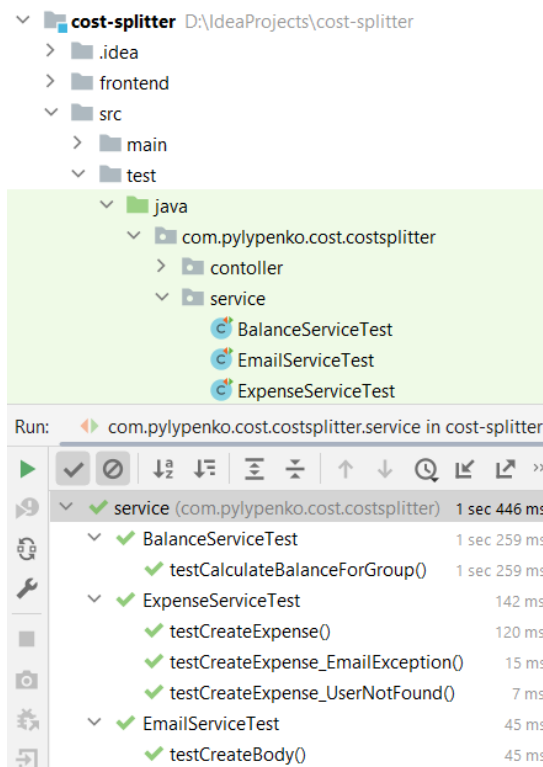 cost-splitter D:\IdeaProjects\cost-splitter
.idea
frontend
src
main
test
java
com.pylypenko.cost.costsplitter
contoller
service
BalanceServiceTest
EmailServiceTest
ExpenseServiceTest
Run: com.pylypenko.cost.costsplitter.service in cost-splitter
service (com.pylypenko.cost.costsplitter) 1 sec 446 ms
BalanceServiceTest 1 sec 259 ms
testCalculateBalanceForGroup() 1 sec 259 ms
ExpenseServiceTest 142 ms
testCreateExpense() 120 ms
testCreateExpense_EmailException() 15 ms
testCreateExpense_UserNotFound() 7 ms
EmailServiceTest 45 ms
testCreateBody() 45 ms